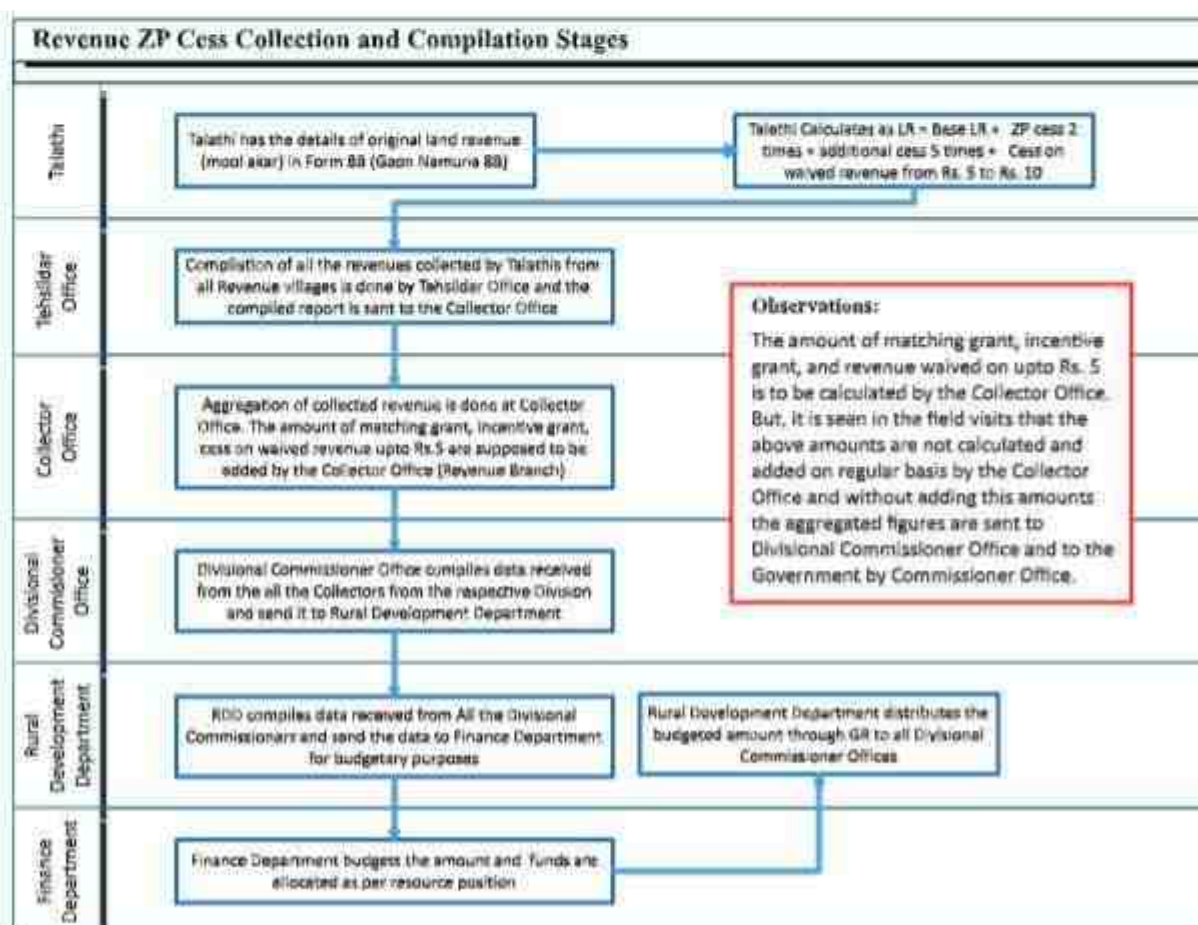 Revenue ZP Cess Collection and Compilation Stages
Talathi
Talathi has the details of original land revenue
(mool akar) in Form 8B (Gaon Namuna 8B)
Talathi Calculates as LR = Base LR + ZP cess 2
times + additional cess 5 times + Cess on
waived revenue from Rs. 5 to Rs. 10
Tehsildar
Office
Compilation of all the revenues collected by Talathis from
all Revenue villages is done by Tehsildar Office and the
compiled report is sent to the Collector Office
Collector
Office
Aggregation of collected revenue is done at Collector
Office. The amount of matching grant, incentive grant,
cess on waived revenue upto Rs.5 are supposed to be
added by the Collector Office (Revenue Branch)
Observations:
The amount of matching grant, incentive
grant, and revenue waived on upto Rs. 5
is to be calculated by the Collector Office.
But, it is seen in the field visits that the
above amounts are not calculated and
added on regular basis by the Collector
Office and without adding this amounts
the aggregated figures are sent to
Divisional Commissioner Office and to the
Government by Commissioner Office.
Divisional
Commissioner
Office
Divisional Commissioner Office compiles data received
from the all the Collectors from the respective Division
and send it to Rural Development Department
Rural
Development
Department
RDD compiles data received from All the Divisional
Commissioners and send the data to Finance Department
for budgetary purposes
Rural Development Department distributes the
budgeted amount through GR to all Divisional
Commissioner Offices
Finance
Department
Finance Department budgets the amount and funds are
allocated as per resource position